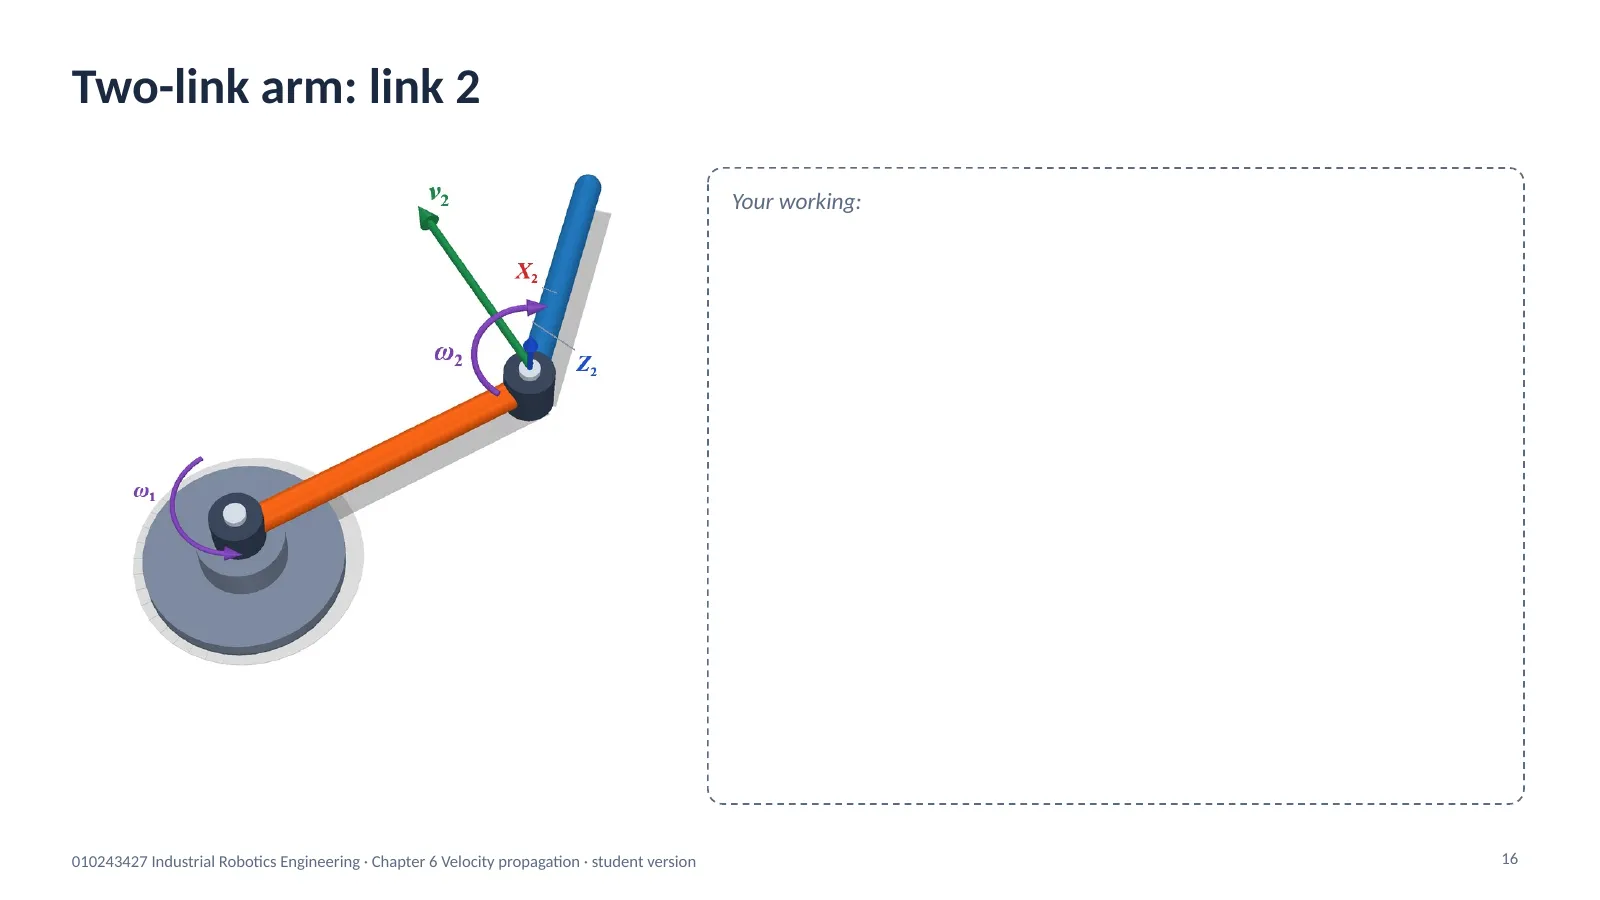 Two-link arm: link 2
v₂
X₂
ω₂
Z₂
ω₁
Your working:
010243427 Industrial Robotics Engineering · Chapter 6 Velocity propagation · student version
16